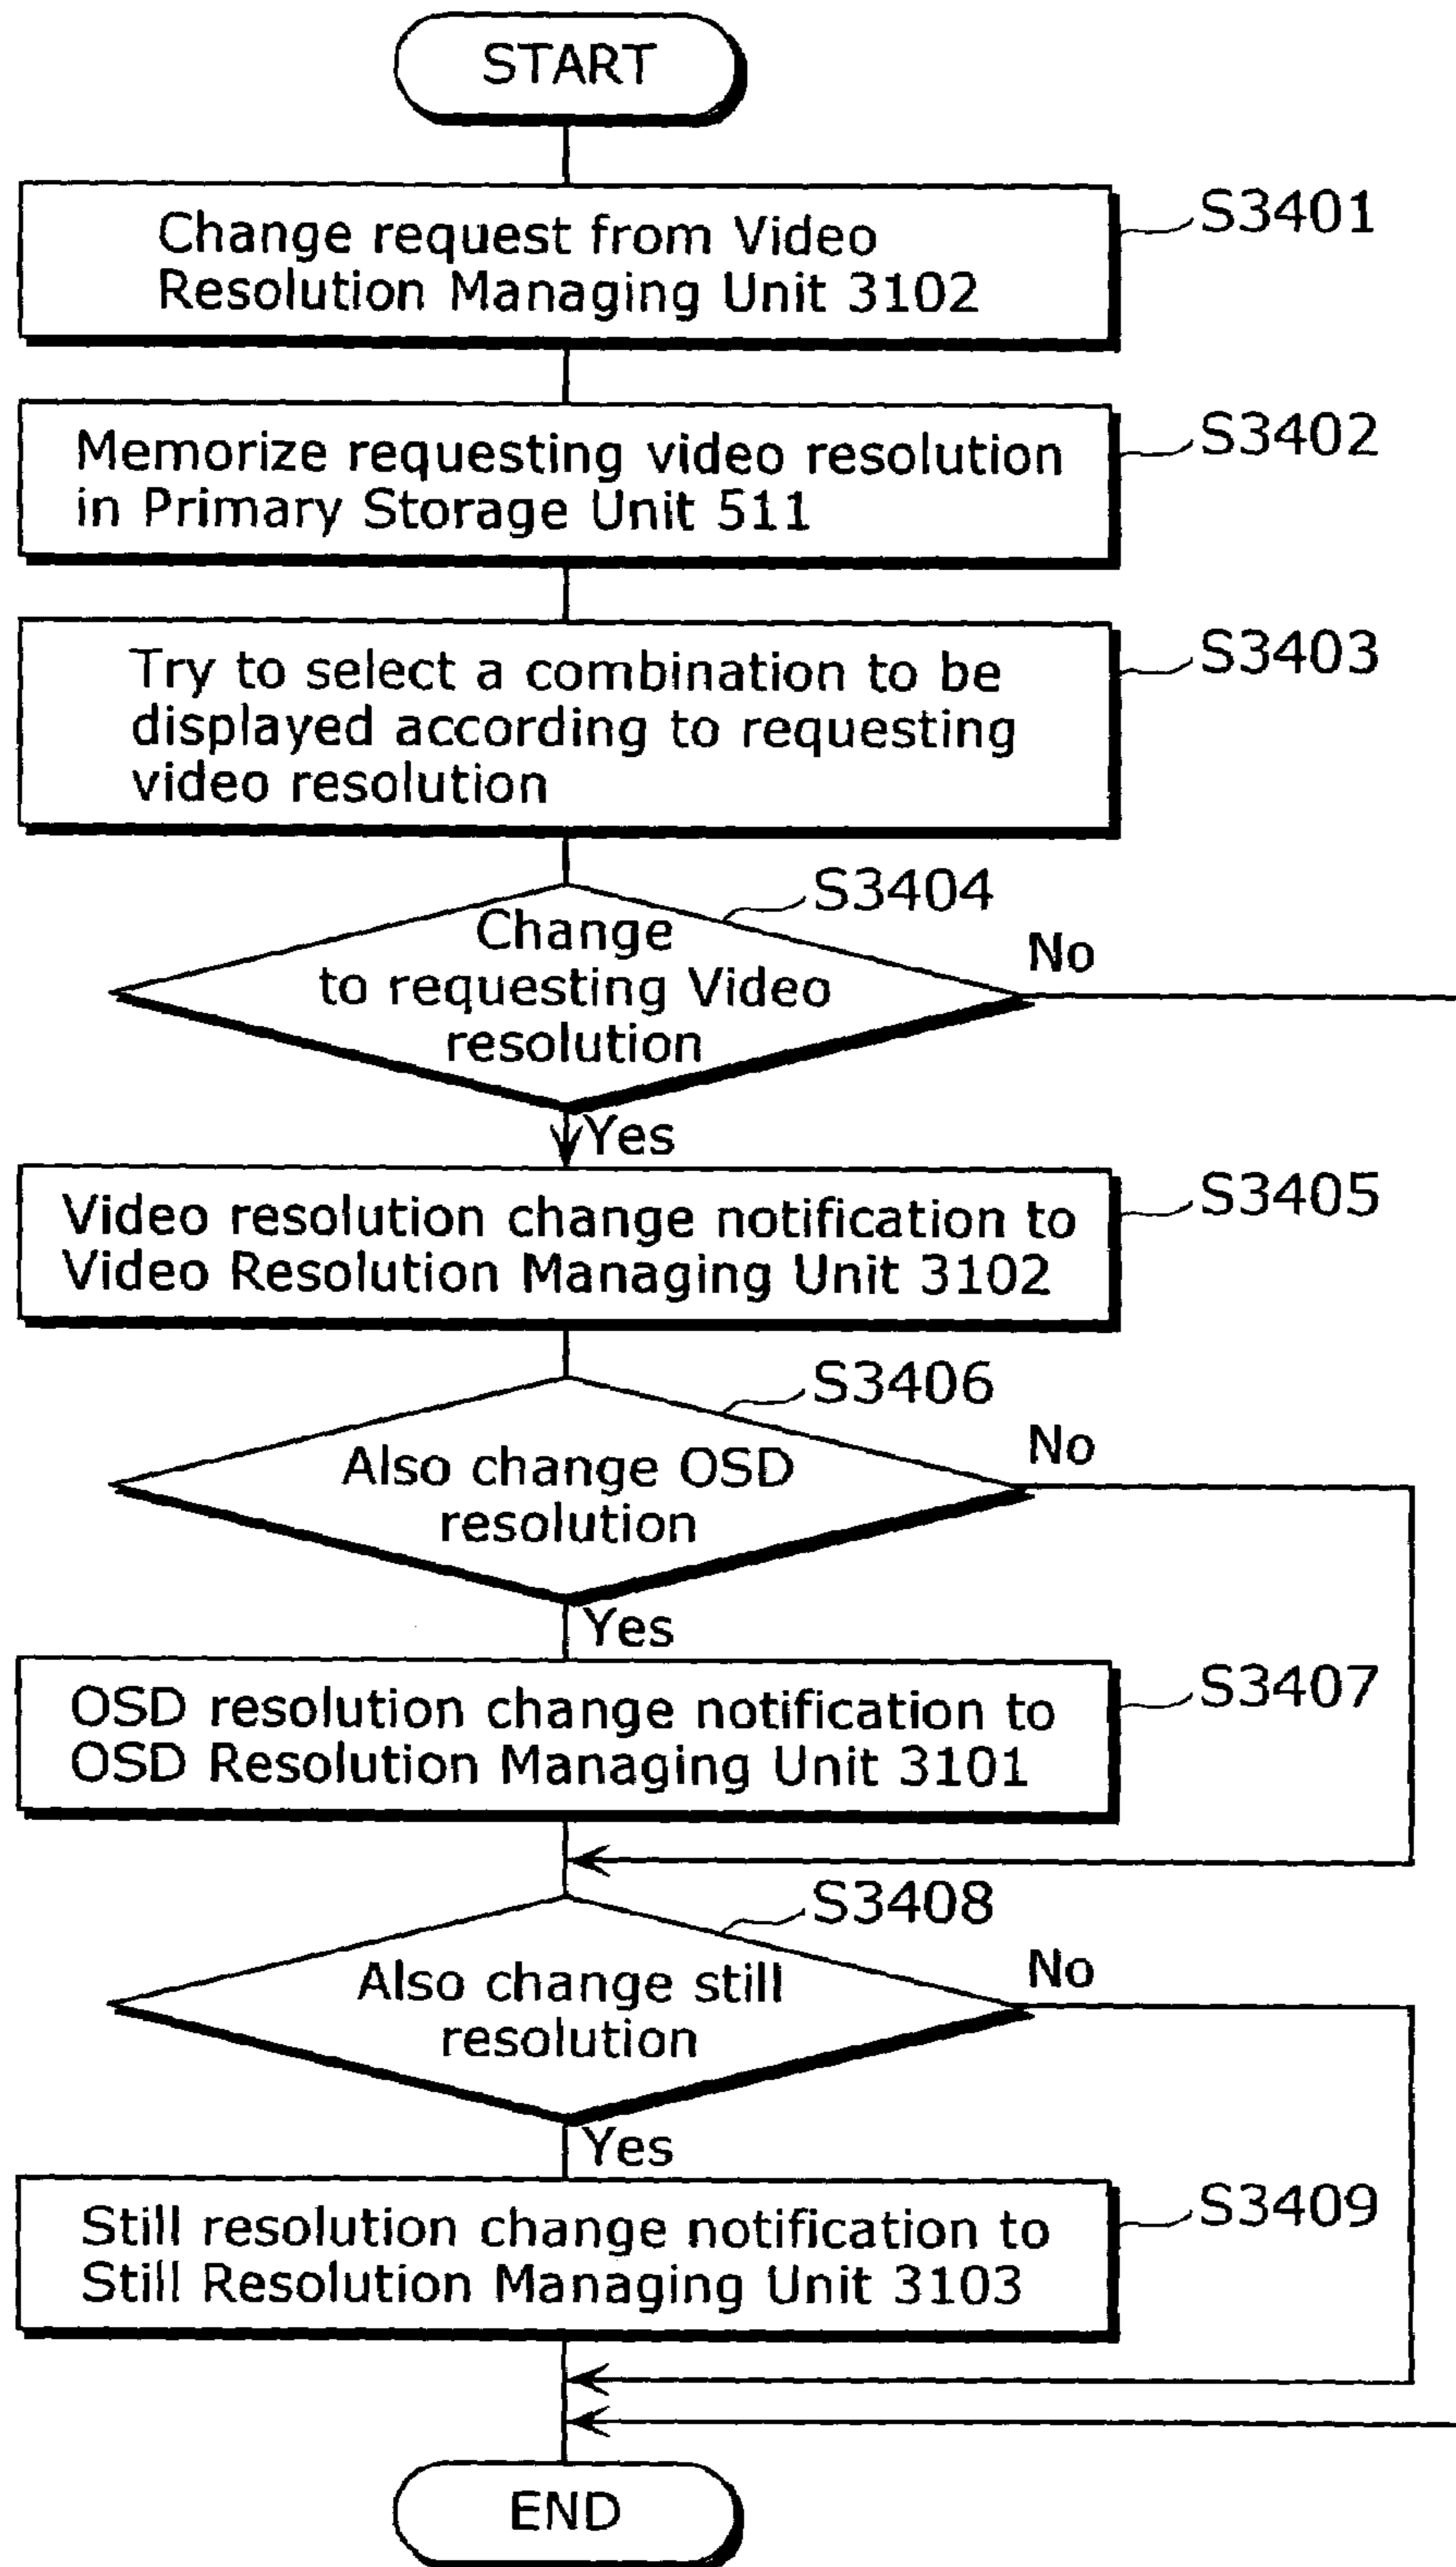 START
Change request from Video
Resolution Managing Unit 3102
S3401
Memorize requesting video resolution
in Primary Storage Unit 511
S3402
Try to select a combination to be
displayed according to requesting
video resolution
S3403
S3404
Change
to requesting Video
resolution
No
Yes
Video resolution change notification to
Video Resolution Managing Unit 3102
S3405
S3406
Also change OSD
resolution
No
Yes
OSD resolution change notification to
OSD Resolution Managing Unit 3101
S3407
S3408
Also change still
resolution
No
Yes
Still resolution change notification to
Still Resolution Managing Unit 3103
S3409
END